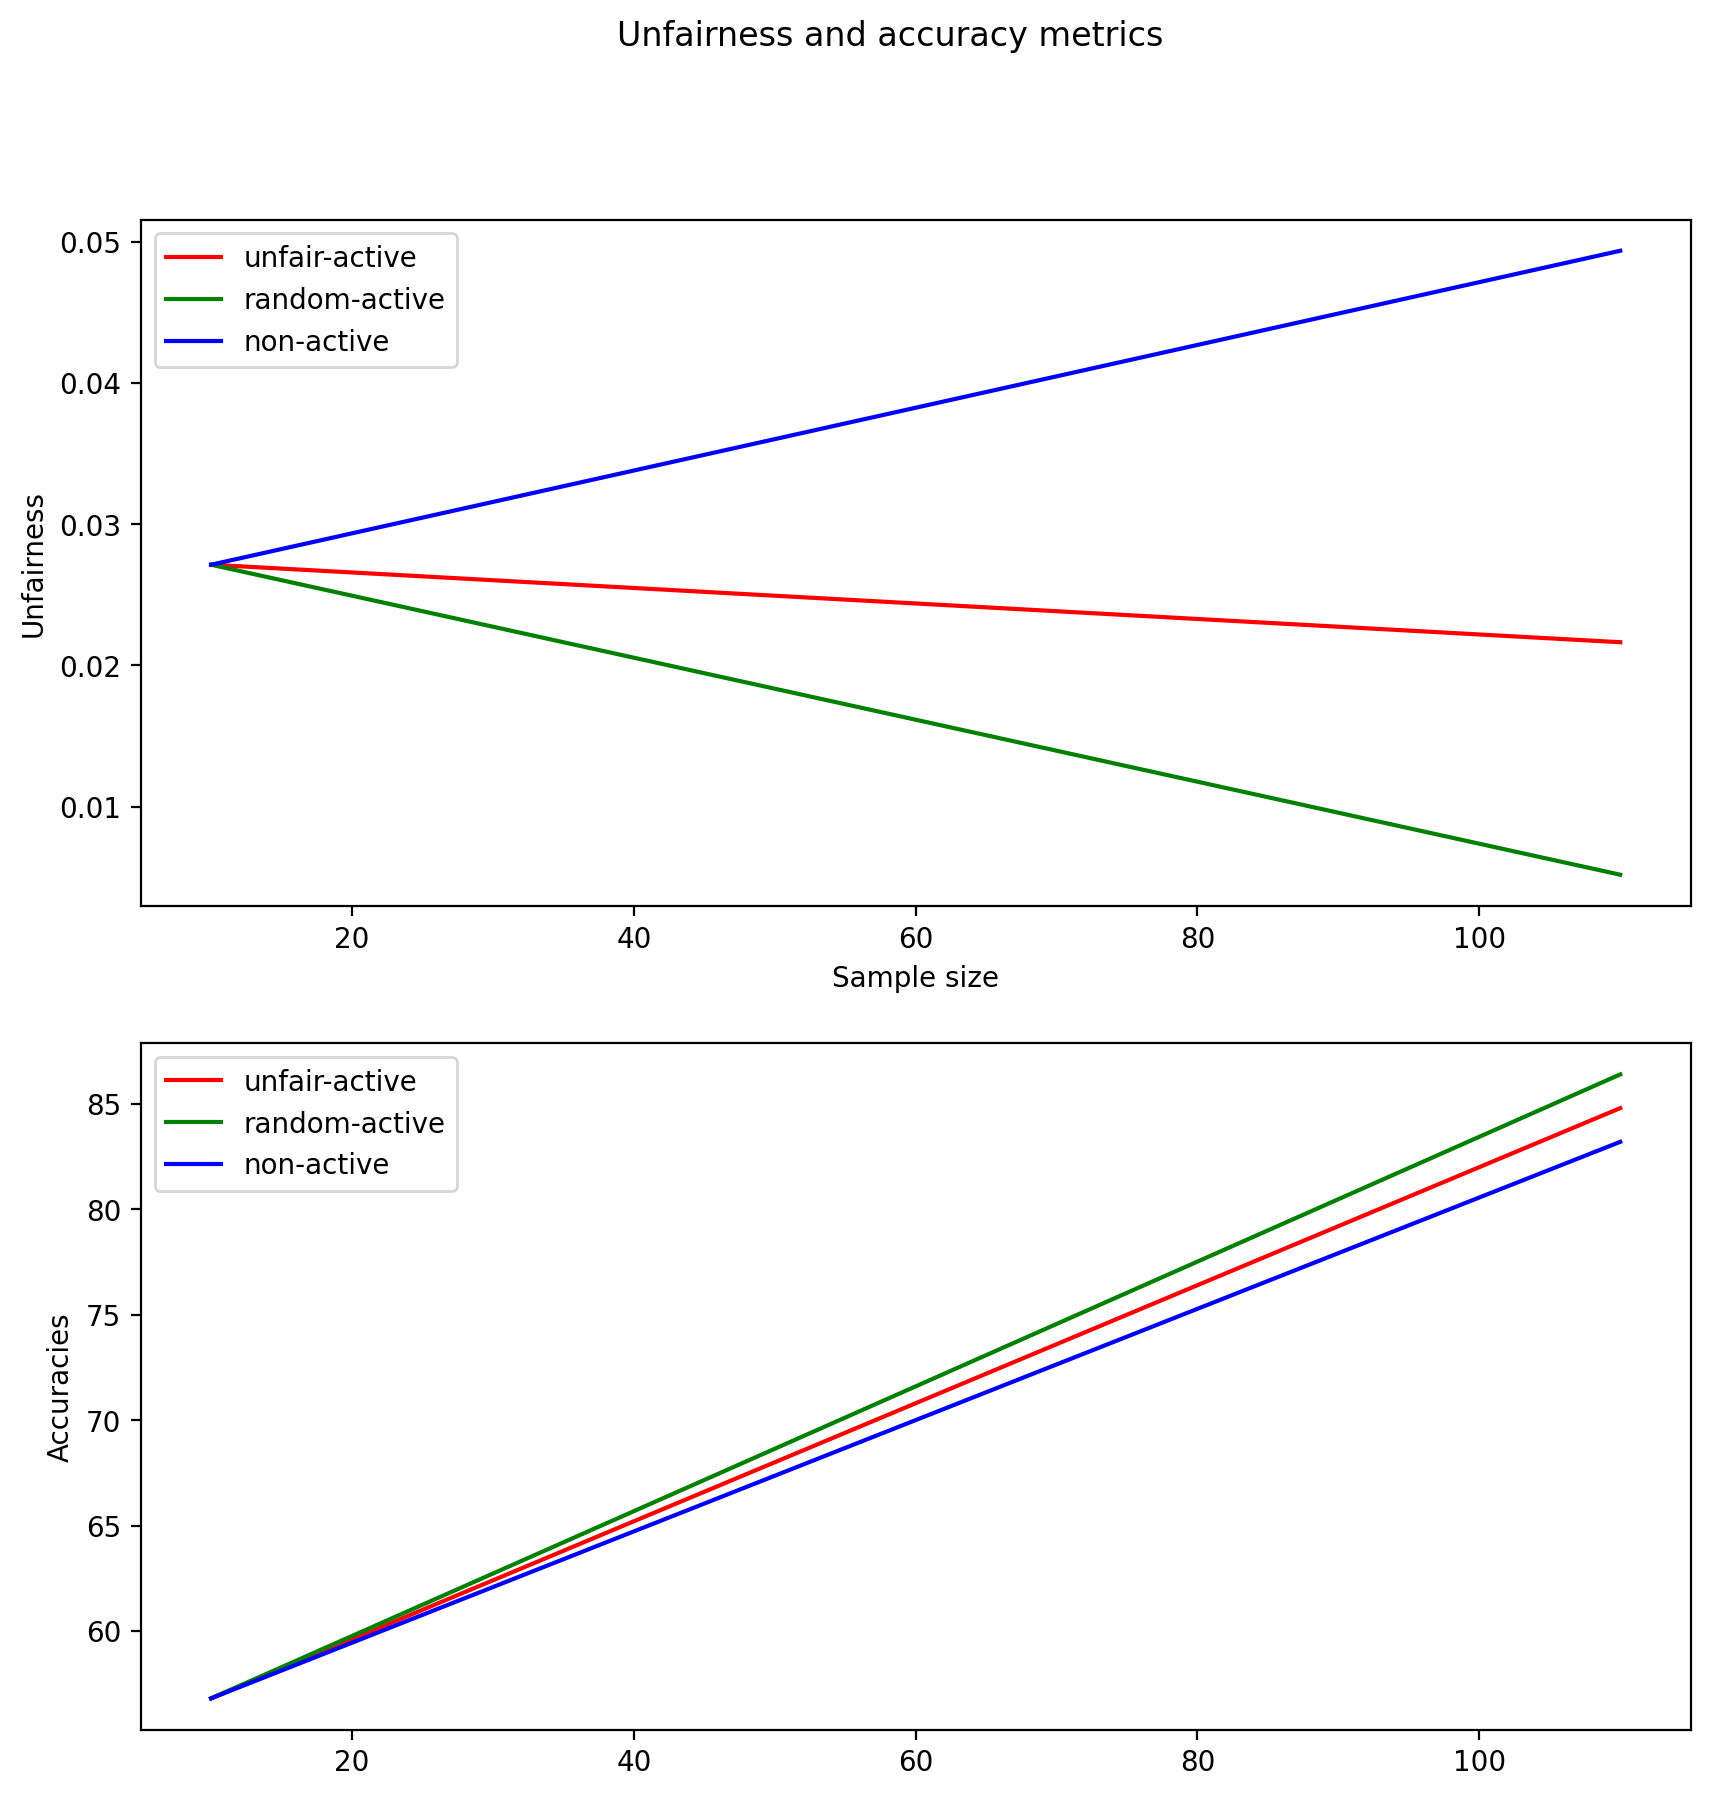 Unfairness and accuracy metrics
unfair-active
random-active
non-active
0.05
0.04
0.03
0.02
0.01
Unfairness
20 40 60 80 100
Sample size
unfair-active
random-active
non-active
85
80
75
70
65
60
Accuracies
20 40 60 80 100